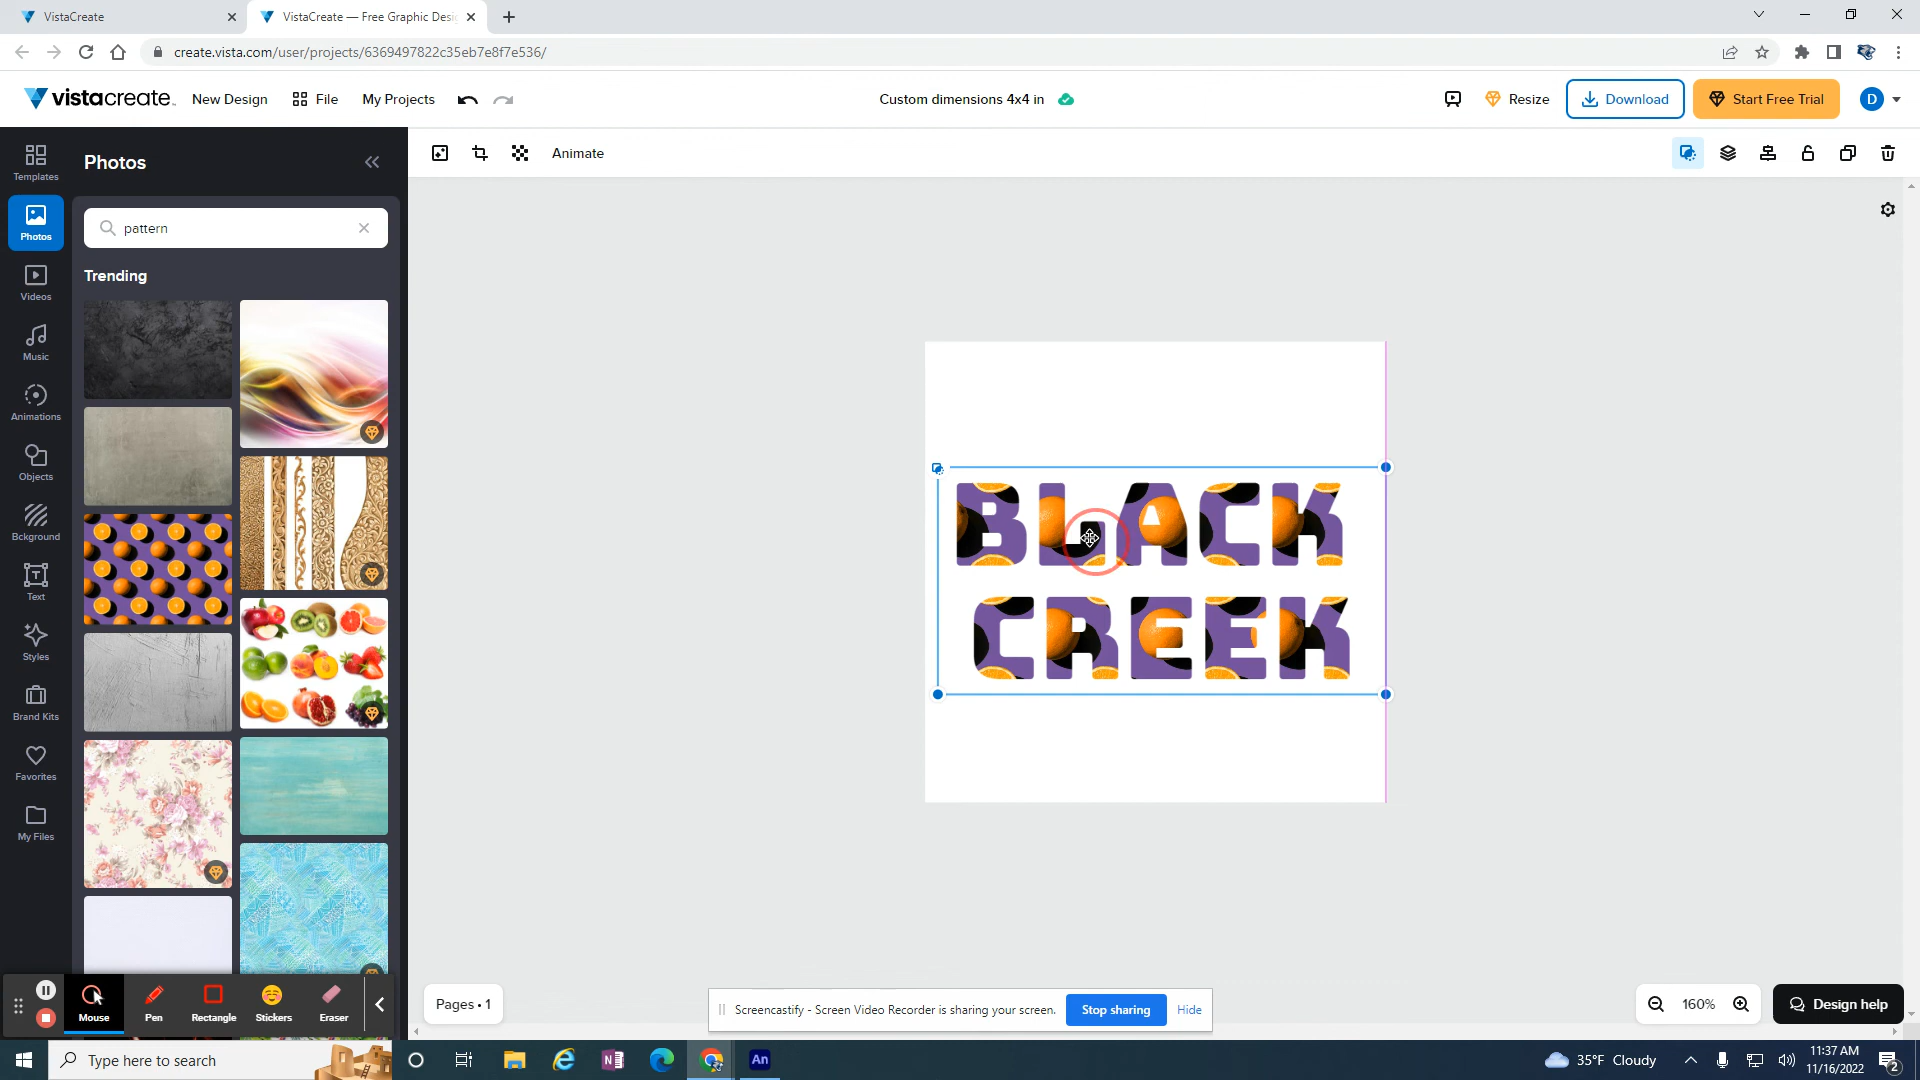 VistaCreate
VistaCreate — Free Graphic Desi
create.vista.com/user/projects/6369497822c35eb7e8f7e536/
vistacreate
New Design
File
My Projects
Custom dimensions 4x4 in
Resize
Download
Start Free Trial
D
Templates
Photos
Animate
Photos
pattern
Videos
Trending
Music
Animations
Objects
Bckground
BLACK
Text
CREEK
Styles
Brand Kits
Favorites
My Files
Mouse
Pen
Rectangle
Stickers
Eraser
Pages • 1
Screencastify - Screen Video Recorder is sharing your screen.
Stop sharing
Hide
160%
Design help
Type here to search
N
An
35°F Cloudy
11:37 AM
11/16/2022
2